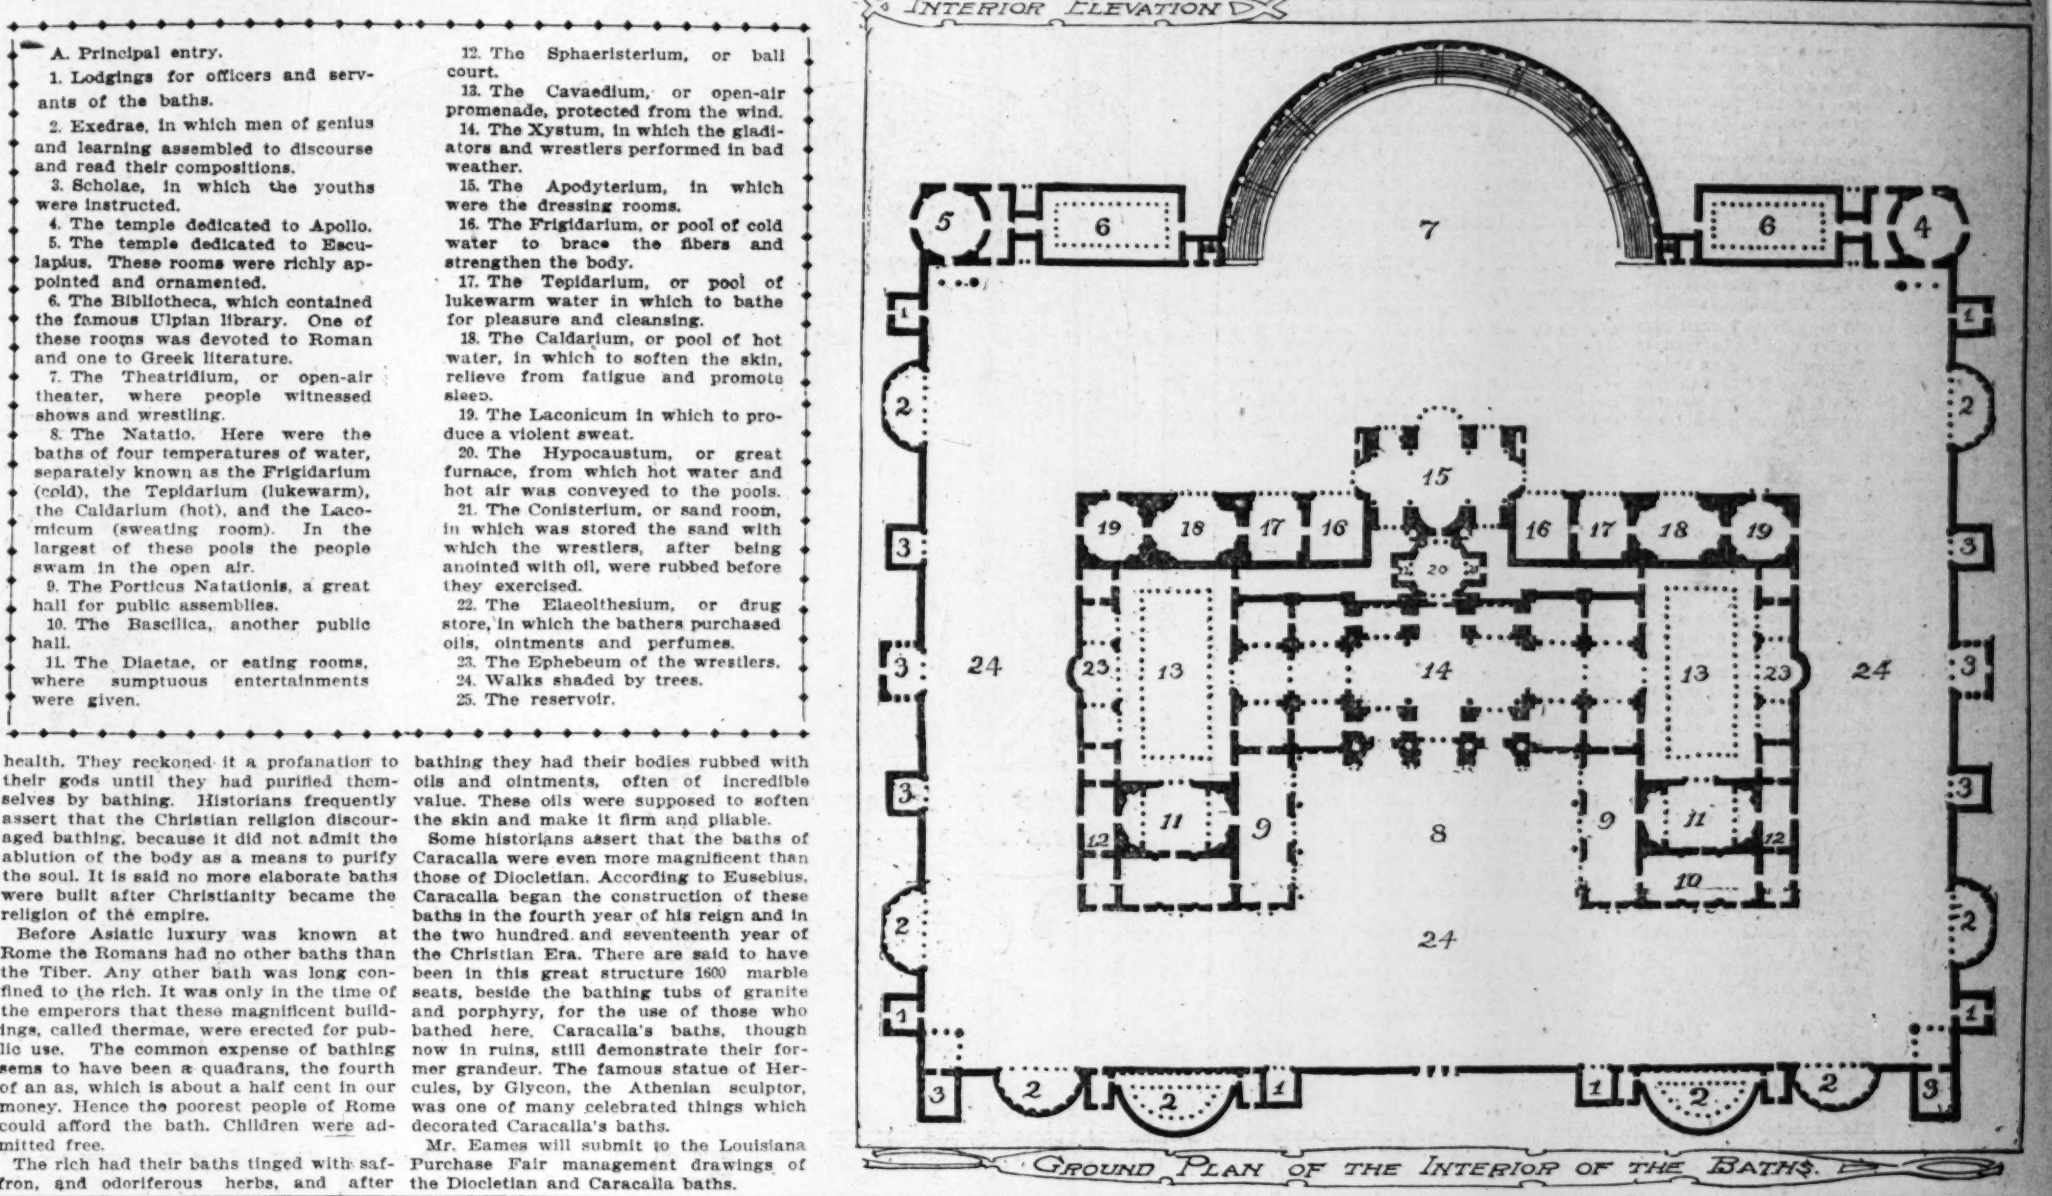 A. Principal entry.
1. Lodgings for officers and serv-
ants of the baths.
2. Exedrae, in which men of genius
and learning assembled to discourse
and read their compositions.
3. Scholae, in which the youths
were instructed.
4. The temple dedicated to Apollo.
5. The temple dedicated to Escu-
lapius. These rooms were richly ap-
pointed and ornamented.
6. The Bibliotheca, which contained
the famous Ulpian library. One of
these rooms was devoted to Roman
and one to Greek literature.
7. The Theatridium, or open-air
theater, where people witnessed
shows and wrestling.
8. The Natatio. Here were the
baths of four temperatures of water,
separately known as the Frigidarium
(cold), the Tepidarium (lukewarm),
the Caldarium (hot), and the Laco-
micum (sweating room). In the
largest of these pools the people
swam in the open air.
9. The Porticus Natationis, a great
hall for public assemblies.
10. The Bascilica, another public
hall.
11. The Diaetae, or eating rooms,
where sumptuous entertainments
were given.
12. The Sphaeristerium, or ball
court.
13. The Cavaedium, or open-air
promenade, protected from the wind.
14. The Xystum, in which the gladi-
ators and wrestlers performed in bad
weather.
15. The Apodyterium, in which
were the dressing rooms.
16. The Frigidarium, or pool of cold
water to brace the fibers and
strengthen the body.
17. The Tepidarium, or pool of
lukewarm water in which to bathe
for pleasure and cleansing.
18. The Caldarium, or pool of hot
water, in which to soften the skin,
relieve from fatigue and promote
sleep.
19. The Laconicum in which to pro-
duce a violent sweat.
20. The Hypocaustum, or great
furnace, from which hot water and
hot air was conveyed to the pools.
21. The Conisterium, or sand room,
in which was stored the sand with
which the wrestlers, after being
anointed with oil, were rubbed before
they exercised.
22. The Elaeolthesium, or drug
store, in which the bathers purchased
oils, ointments and perfumes.
23. The Ephebeum of the wrestlers.
24. Walks shaded by trees.
25. The reservoir.
health. They reckoned it a profanation to
their gods until they had purified them-
selves by bathing. Historians frequently
assert that the Christian religion discour-
aged bathing, because it did not admit the
ablution of the body as a means to purify
the soul. It is said no more elaborate baths
were built after Christianity became the
religion of the empire.
Before Asiatic luxury was known at
Rome the Romans had no other baths than
the Tiber. Any other bath was long con-
fined to the rich. It was only in the time of
the emperors that these magnificent build-
ings, called thermae, were erected for pub-
lic use. The common expense of bathing
sems to have been a quadrans, the fourth
of an as, which is about a half cent in our
money. Hence the poorest people of Rome
could afford the bath. Children were ad-
mitted free.
The rich had their baths tinged with saf-
fron, and odoriferous herbs, and after
bathing they had their bodies rubbed with
oils and ointments, often of incredible
value. These oils were supposed to soften
the skin and make it firm and pliable.
Some historians assert that the baths of
Caracalla were even more magnificent than
those of Diocletian. According to Eusebius,
Caracalla began the construction of these
baths in the fourth year of his reign and in
the two hundred and seventeenth year of
the Christian Era. There are said to have
been in this great structure 1600 marble
seats, beside the bathing tubs of granite
and porphyry, for the use of those who
bathed here. Caracalla's baths, though
now in ruins, still demonstrate their for-
mer grandeur. The famous statue of Her-
cules, by Glycon, the Athenian sculptor,
was one of many celebrated things which
decorated Caracalla's baths.
Mr. Eames will submit to the Louisiana
Purchase Fair management drawings of
the Diocletian and Caracalla baths.
INTERIOR ELEVATION
5 6 7 6 4
1 1
2 2
15
19 18 17 16 16 17 18 19
3 20 3
3 24 23 13 14 13 23 24 3
3 3
12 11 9 8 9 11 12
10
2 24 2
1 1
3 2 2 1 1 2 2 3
GROUND PLAN OF THE INTERIOR OF THE BATHS.